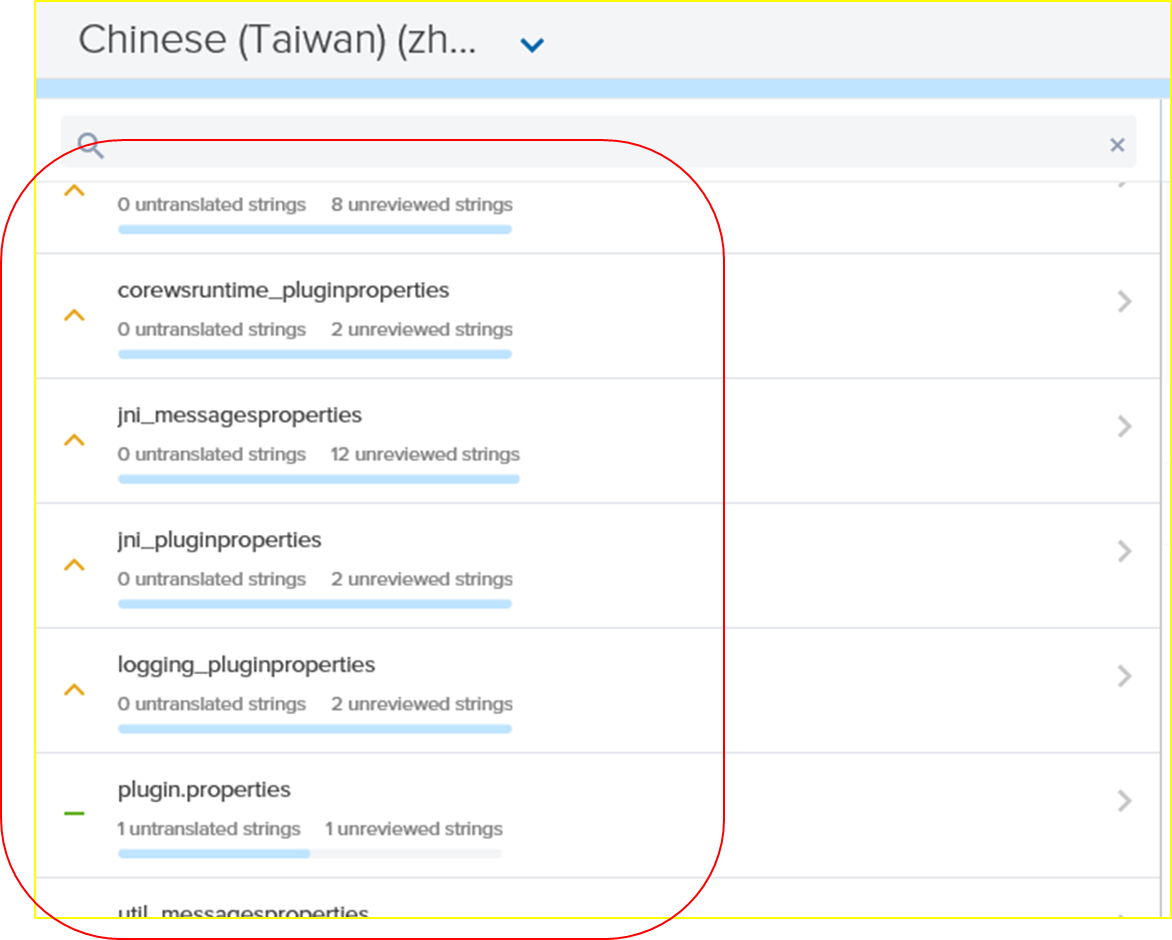 Chinese (Taiwan) (zh...
0 untranslated strings 8 unreviewed strings
corewsruntime_pluginproperties
0 untranslated strings 2 unreviewed strings
jni_messagesproperties
0 untranslated strings 12 unreviewed strings
jni_pluginproperties
0 untranslated strings 2 unreviewed strings
logging_pluginproperties
0 untranslated strings 2 unreviewed strings
plugin.properties
1 untranslated strings 1 unreviewed strings
util_messagesproperties